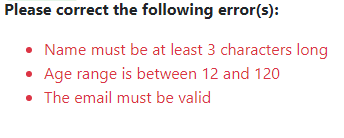 Please correct the following error(s):
Name must be at least 3 characters long
Age range is between 12 and 120
The email must be valid